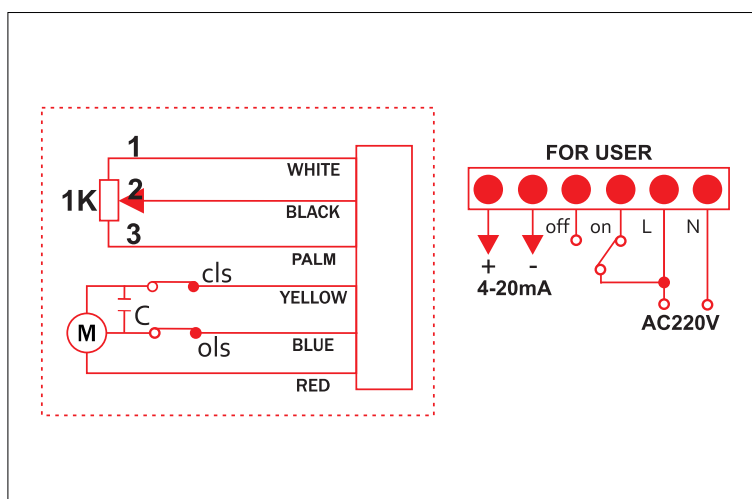 1
WHITE
1K
2
BLACK
3
PALM
cls
YELLOW
C
M
ols
BLUE
RED
FOR USER
off on L N
+ -
4-20mA
AC220V